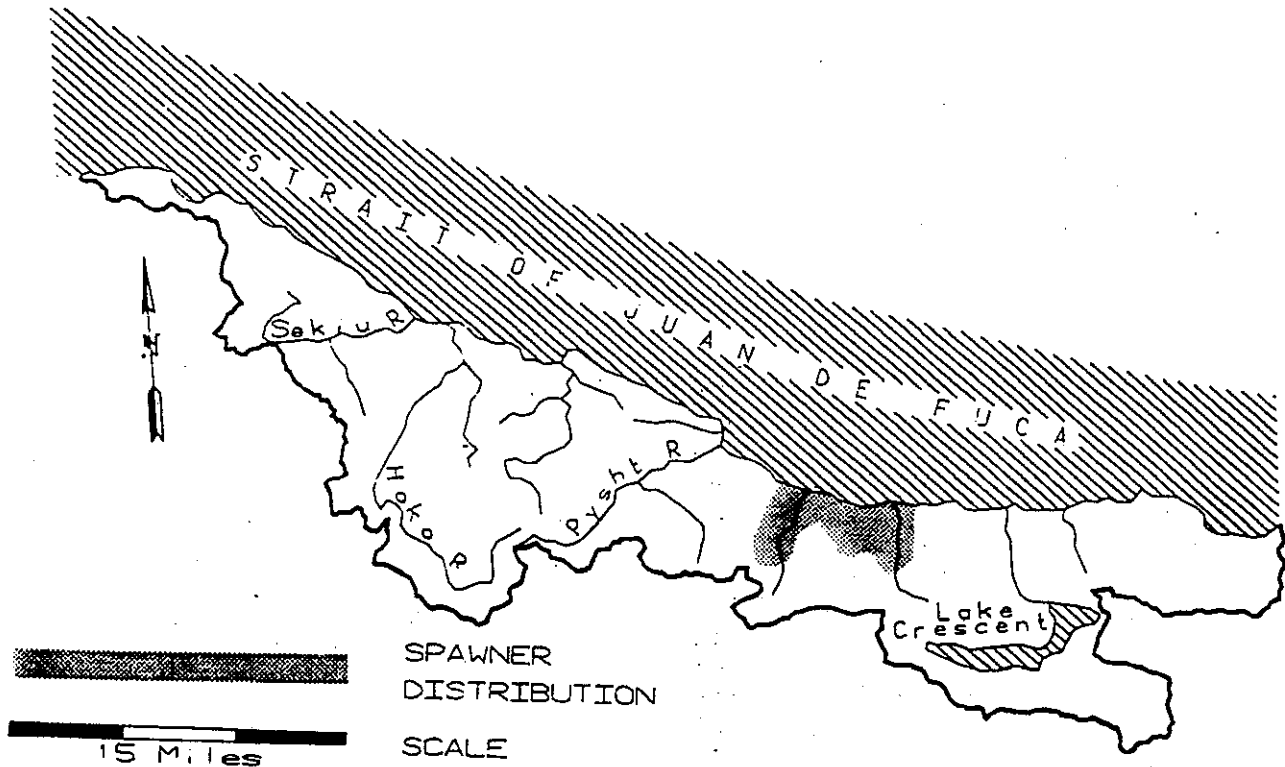 STRAIT OF JUAN DE FUCA
N
Sekiu R
Hoko R
Pysht R
Lake
Crescent
SPAWNER
DISTRIBUTION
15 Miles
SCALE